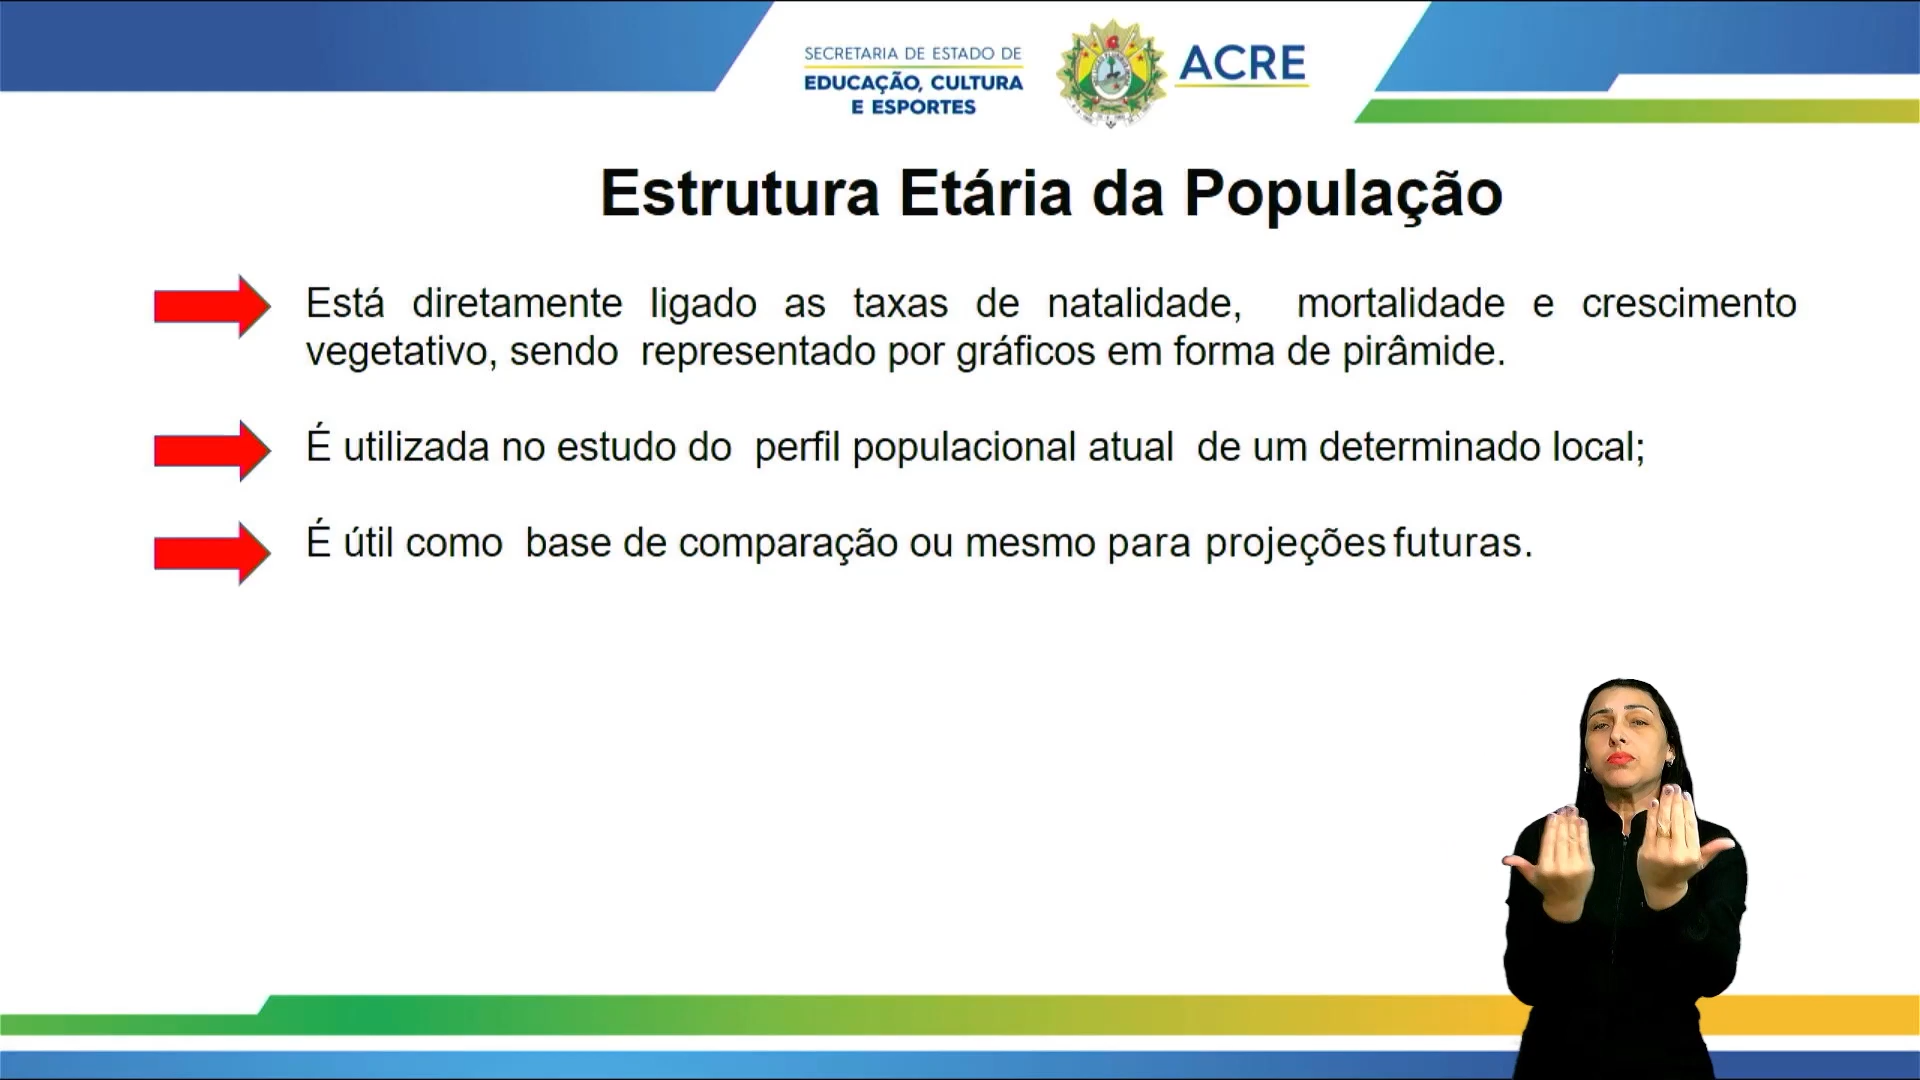 SECRETARIA DE ESTADO DE
EDUCAÇÃO, CULTURA
E ESPORTES
ACRE
Estrutura Etária da População
Está diretamente ligado as taxas de natalidade, mortalidade e crescimento
vegetativo, sendo representado por gráficos em forma de pirâmide.
É utilizada no estudo do perfil populacional atual de um determinado local;
É útil como base de comparação ou mesmo para projeções futuras.